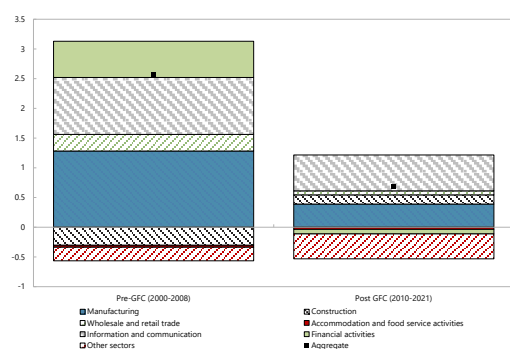 3.5
3
2.5
2
1.5
1
0.5
0
-0.5
-1
Pre-GFC (2000-2008) Post GFC (2010-2021)
Manufacturing Construction
Wholesale and retail trade Accommodation and food service activities
Information and communication Financial activities
Other sectors Aggregate